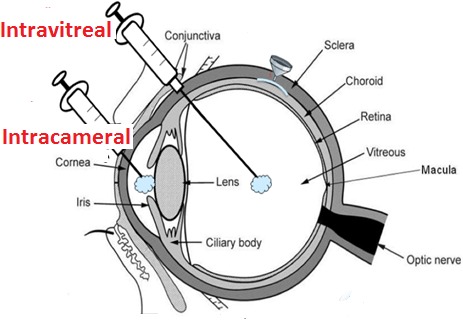 Intravitreal
Conjunctiva
Sclera
Choroid
Retina
Vitreous
Macula
Intracameral
Cornea
Lens
Iris
Ciliary body
Optic nerve